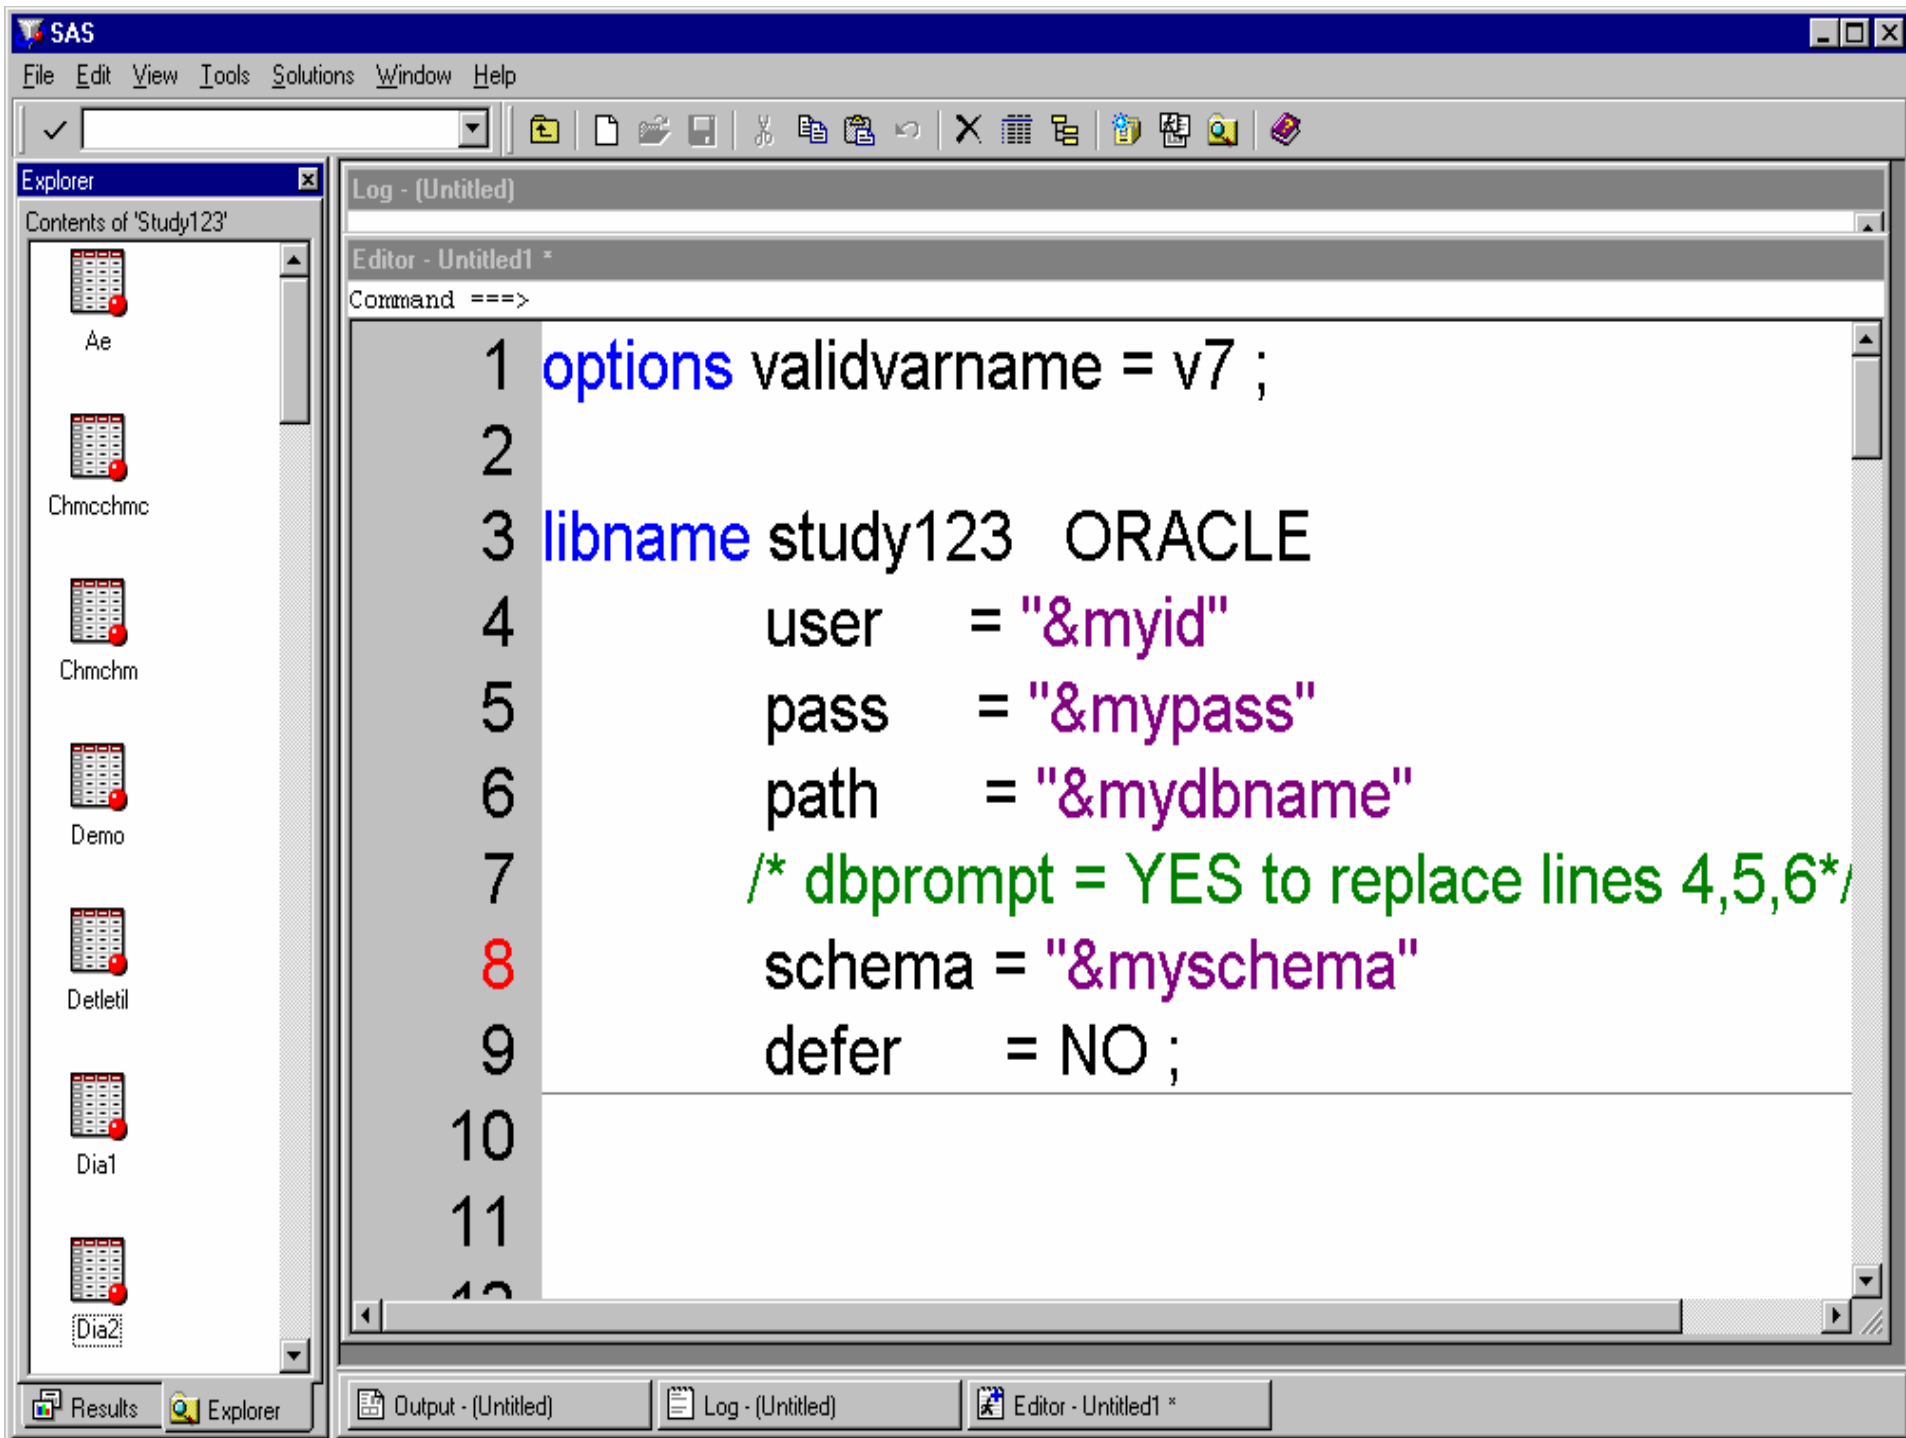 SAS
File Edit View Tools Solutions Window Help
Explorer
Contents of 'Study123'
Ae
Chmcchmc
Chmchm
Demo
Detletil
Dia1
Dia2
Results Explorer
Log - (Untitled)
Editor - Untitled1 *
Command ===>
1 options validvarname = v7 ;
2
3 libname study123 ORACLE
4 user = "&myid"
5 pass = "&mypass"
6 path = "&mydbname"
7 /* dbprompt = YES to replace lines 4,5,6*/
8 schema = "&myschema"
9 defer = NO ;
10
11
12
Output - (Untitled) Log - (Untitled) Editor - Untitled1 *